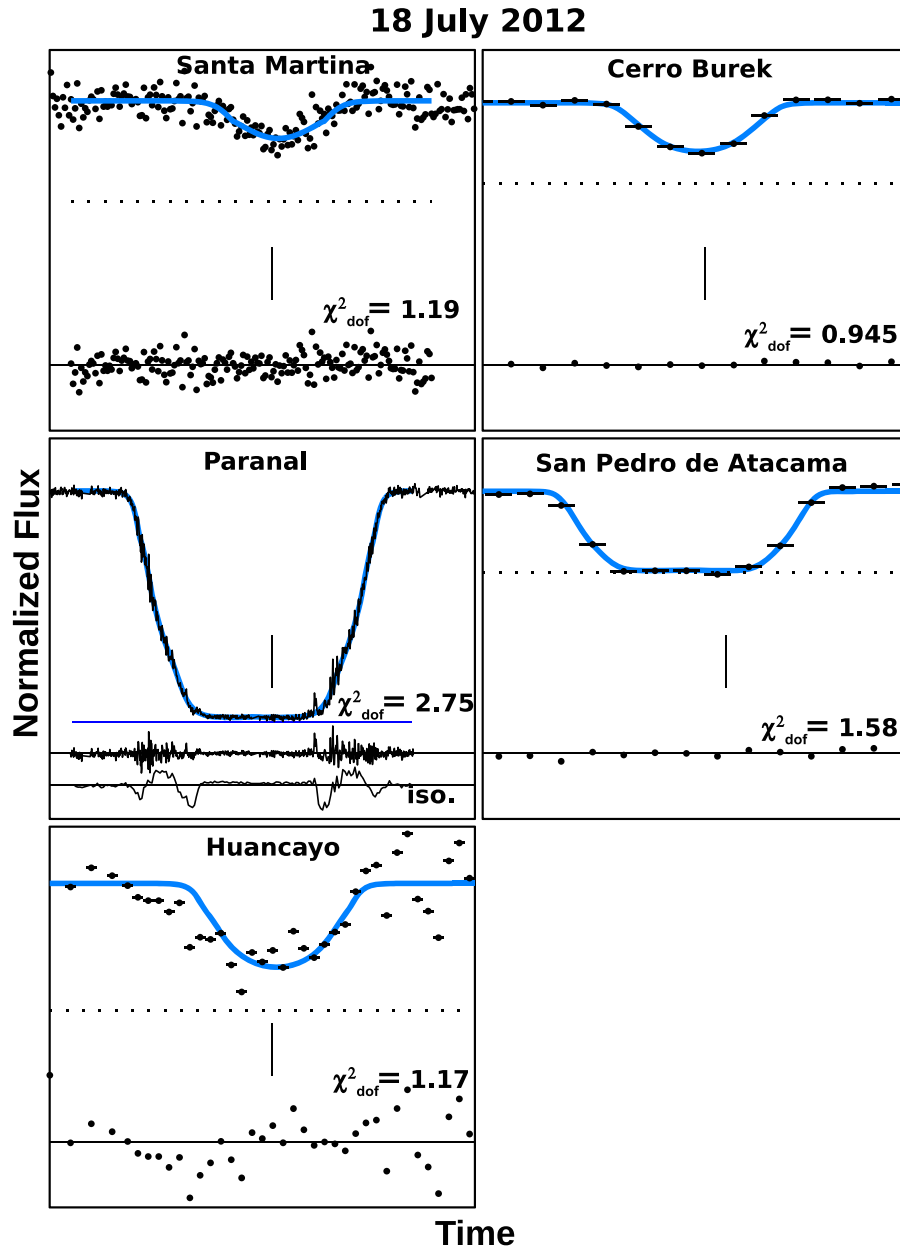 18 July 2012
Santa Martina
χ²dof = 1.19
Cerro Burek
χ²dof = 0.945
Paranal
χ²dof = 2.75
iso.
San Pedro de Atacama
χ²dof = 1.58
Huancayo
χ²dof = 1.17
Normalized Flux
Time